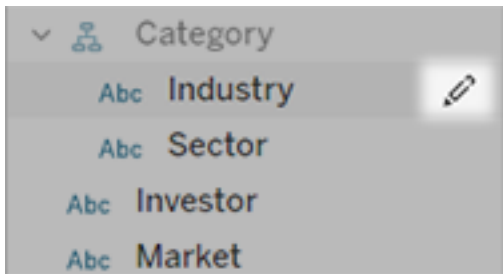 Category
Abc Industry
Abc Sector
Abc Investor
Abc Market